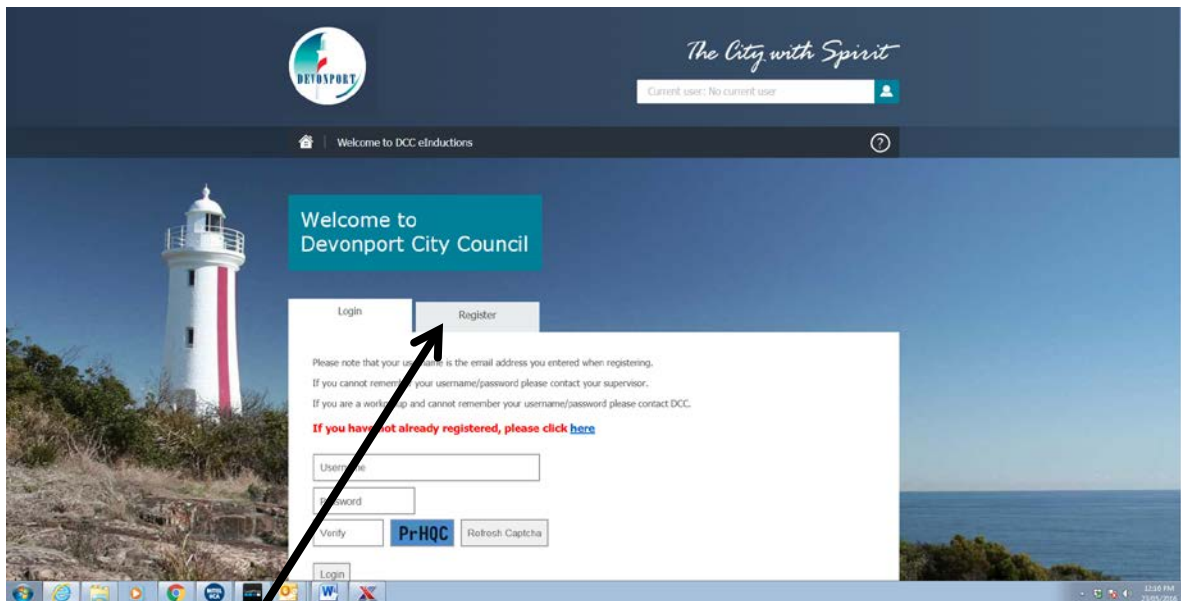 DEVONPORT
The City with Spirit
Current user: No current user
Welcome to DCC eInductions
?
Welcome to
Devonport City Council
Login
Register
Please note that your username is the email address you entered when registering.
If you cannot remember your username/password please contact your supervisor.
If you are a and cannot remember your username/password please contact DCC.
If you have not already registered, please click here
Username
Password
Verify
PrHQC
Refresh Captcha
Login
12:16 PM